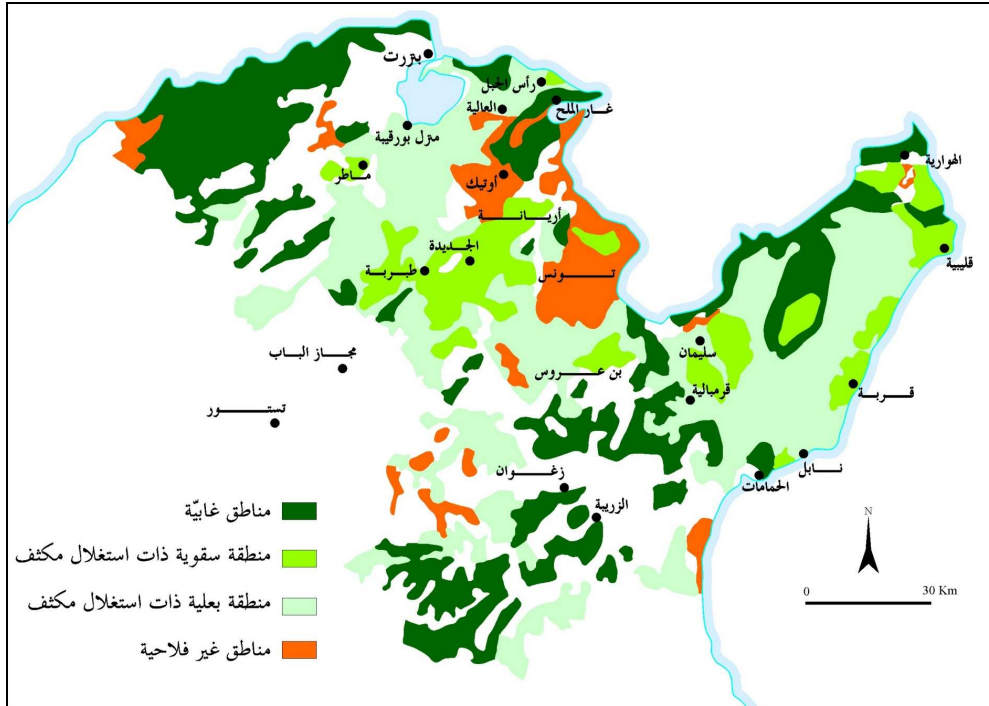 بنزرت
رأس الجبل
غار الملح
العالية
منزل بورقيبة
الهوارية
ماطر
أوتيك
أريانة
قليبية
الجديدة
طبربة
تونس
سليمان
مجاز الباب
بن عروس
قرمبالية
قربة
تستور
نابل
زغوان
الحمامات
الزريبة
مناطق غابيّة
منطقة سقوية ذات استغلال مكثف
منطقة بعلية ذات استغلال مكثف
مناطق غير فلاحية
N
0 30 Km